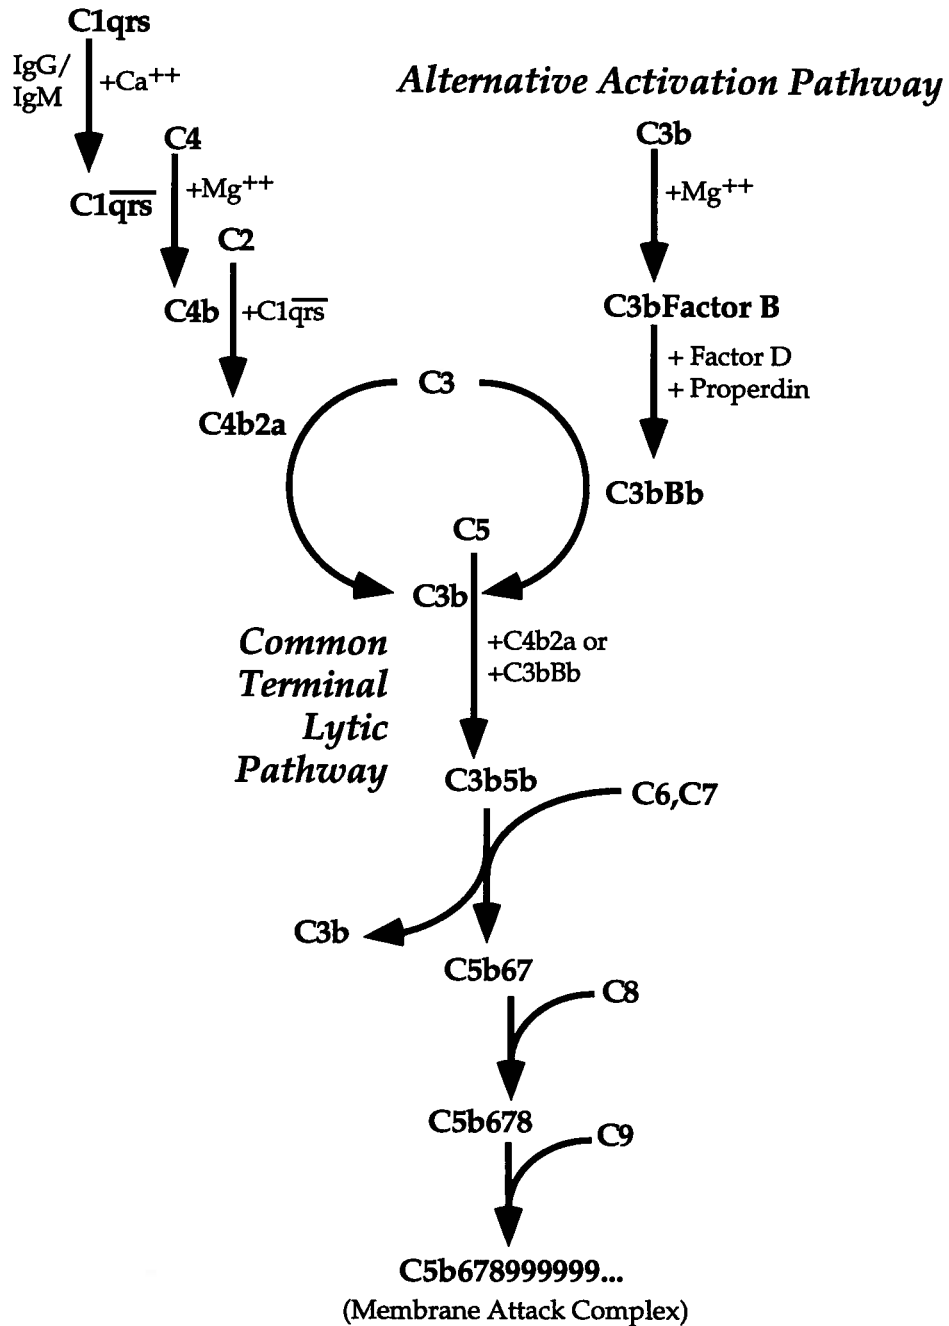 C1qrs
IgG/
IgM
+Ca++
Alternative Activation Pathway
C4
C3b
C1q̅r̅s̅
+Mg++
+Mg++
C2
C4b
+C1q̅r̅s̅
C3bFactor B
+ Factor D
+ Properdin
C3
C4b2a
C3bBb
C5
C3b
Common
Terminal
Lytic
Pathway
+C4b2a or
+C3bBb
C3b5b
C6,C7
C3b
C5b67
C8
C5b678
C9
C5b678999999...
(Membrane Attack Complex)